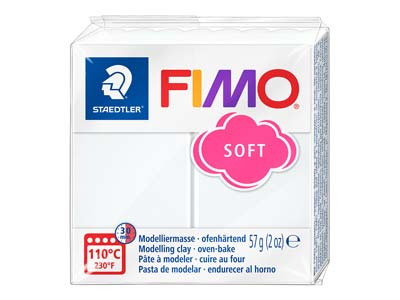 STAEDTLER
FIMO®
SOFT
30 min.
110°C
230°F
Modelliermasse - ofenhärtend
Modelling clay - oven-bake
Pâte à modeler - cuire au four
Pasta de modelar - endurecer al horno
57 g (2 oz) ℮